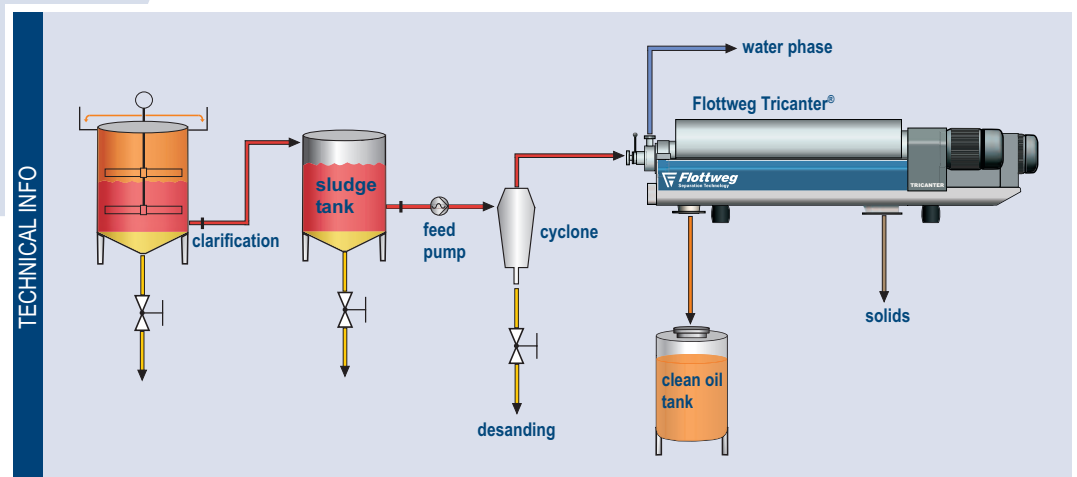 TECHNICAL INFO
water phase
Flottweg Tricanter®
Flottweg
Separation Technology
TRICANTER
clarification
sludge
tank
feed
pump
cyclone
desanding
clean oil
tank
solids